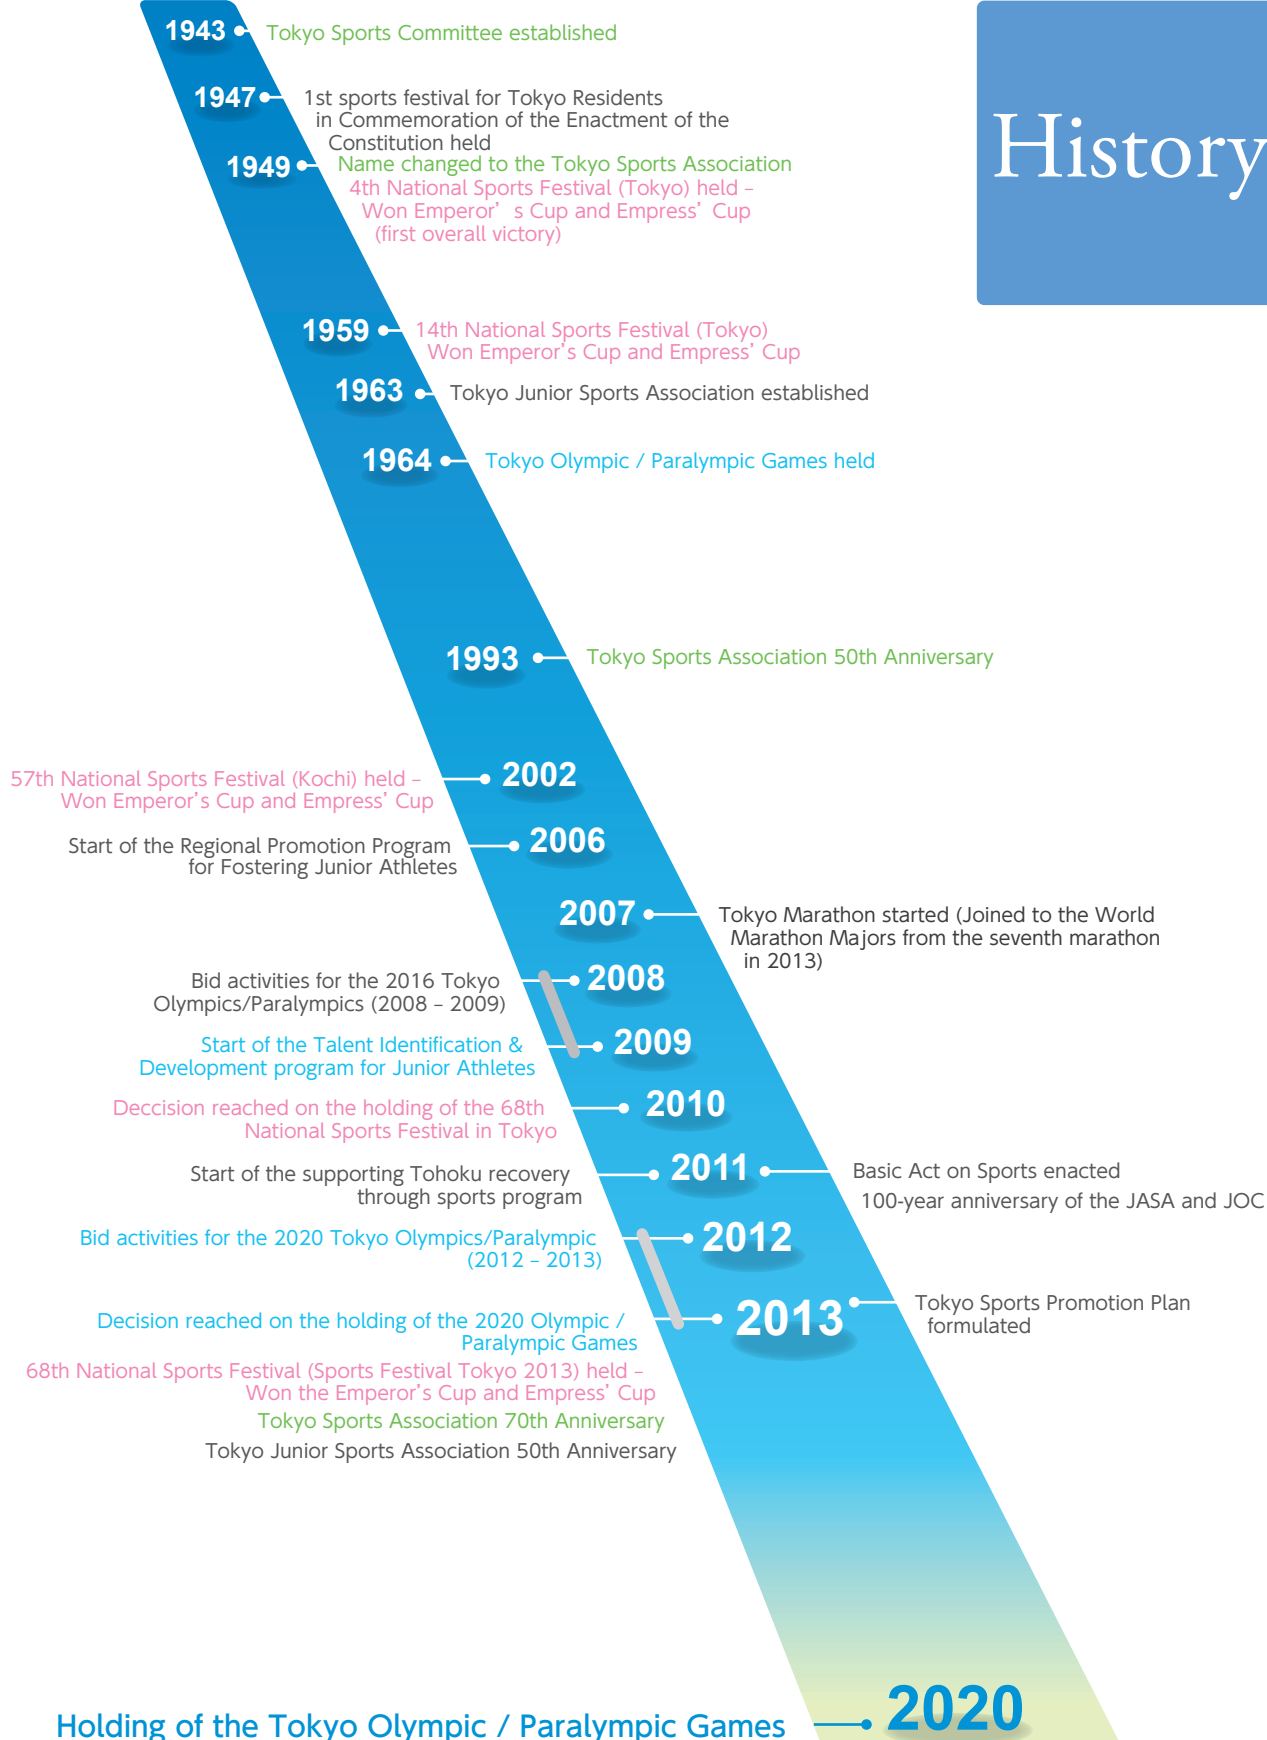 History
1943
Tokyo Sports Committee established
1947
1st sports festival for Tokyo Residents
in Commemoration of the Enactment of the
Constitution held
1949
Name changed to the Tokyo Sports Association
4th National Sports Festival (Tokyo) held –
Won Emperor’ s Cup and Empress’ Cup
(first overall victory)
1959
14th National Sports Festival (Tokyo)
Won Emperor’s Cup and Empress’ Cup
1963
Tokyo Junior Sports Association established
1964
Tokyo Olympic / Paralympic Games held
1993
Tokyo Sports Association 50th Anniversary
2002
57th National Sports Festival (Kochi) held –
Won Emperor’s Cup and Empress’ Cup
2006
Start of the Regional Promotion Program
for Fostering Junior Athletes
2007
Tokyo Marathon started (Joined to the World
Marathon Majors from the seventh marathon
in 2013)
2008
Bid activities for the 2016 Tokyo
Olympics/Paralympics (2008 – 2009)
2009
Start of the Talent Identification &
Development program for Junior Athletes
2010
Deccision reached on the holding of the 68th
National Sports Festival in Tokyo
2011
Start of the supporting Tohoku recovery
through sports program
Basic Act on Sports enacted
100-year anniversary of the JASA and JOC
2012
Bid activities for the 2020 Tokyo Olympics/Paralympic
(2012 – 2013)
2013
Tokyo Sports Promotion Plan
formulated
Decision reached on the holding of the 2020 Olympic /
Paralympic Games
68th National Sports Festival (Sports Festival Tokyo 2013) held –
Won the Emperor’s Cup and Empress’ Cup
Tokyo Sports Association 70th Anniversary
Tokyo Junior Sports Association 50th Anniversary
2020
Holding of the Tokyo Olympic / Paralympic Games